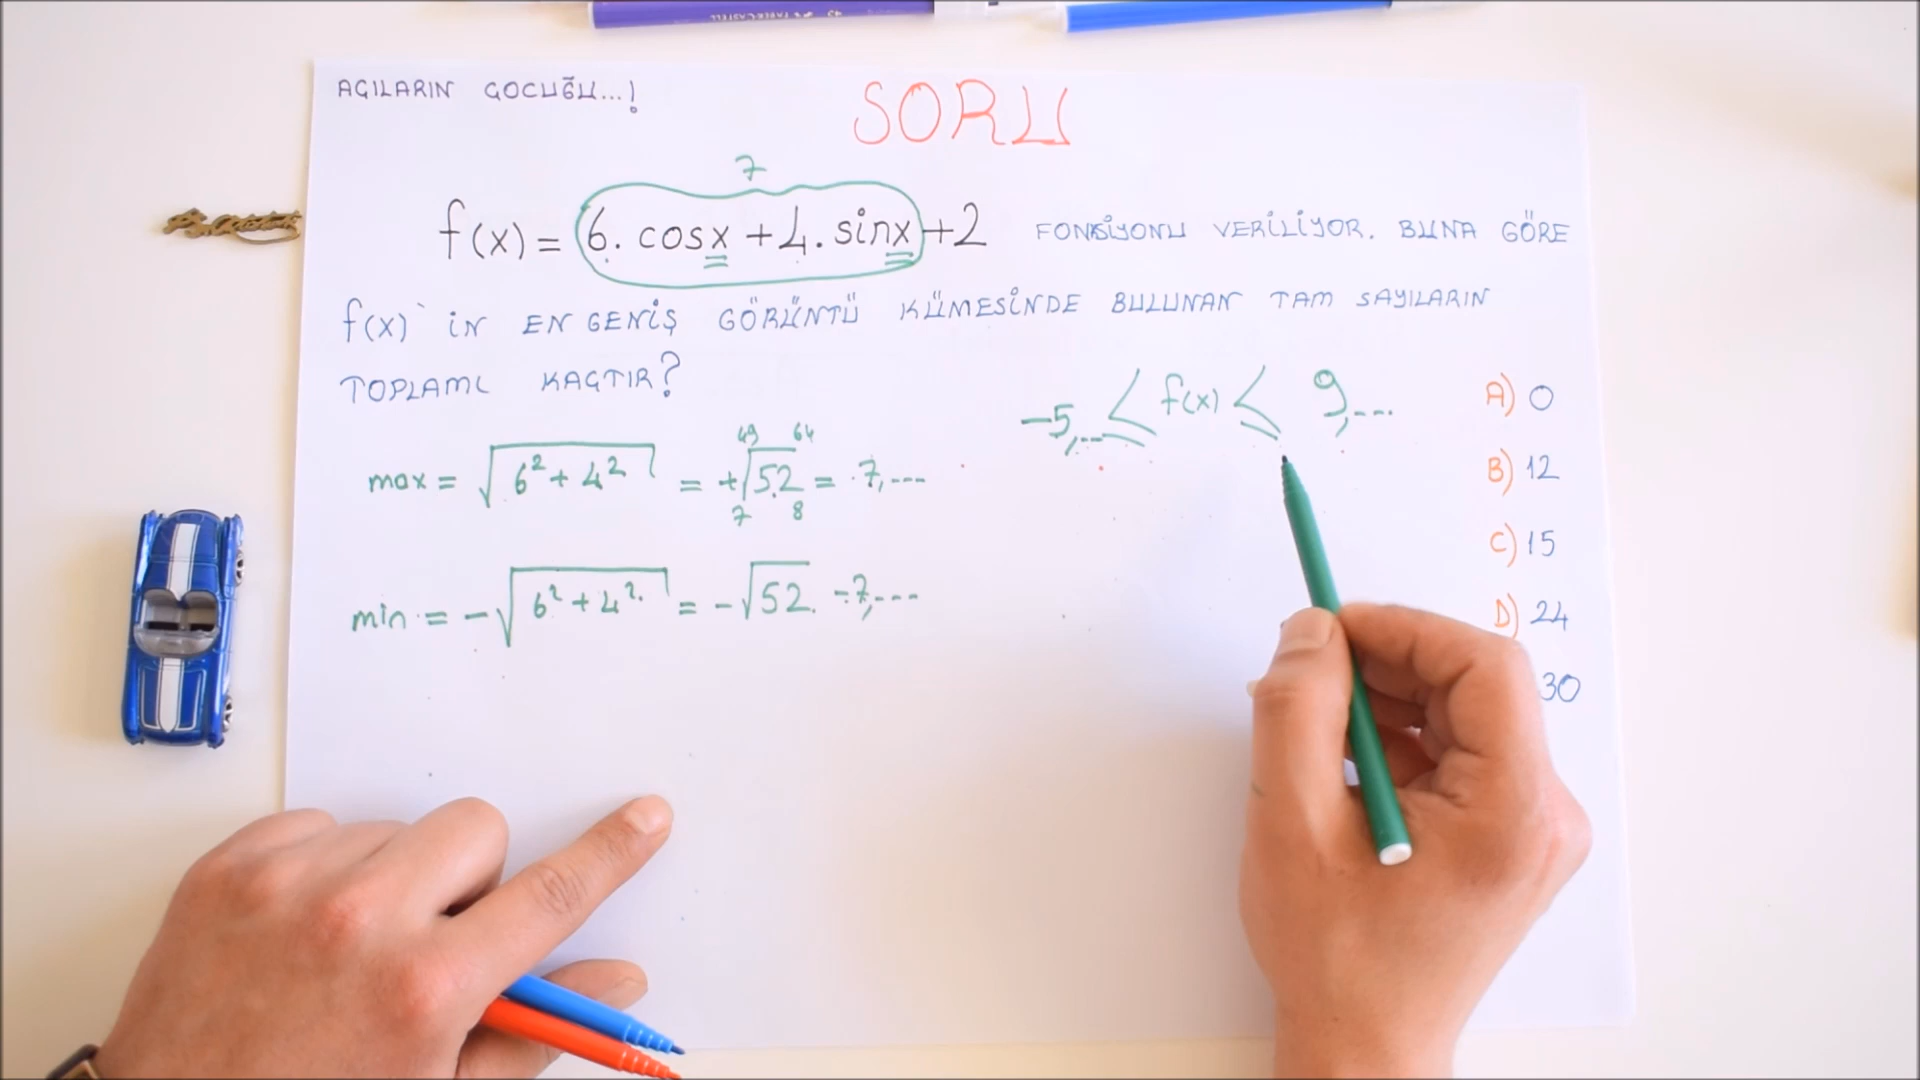 AÇILARIN ÇOCUĞU...!
SORU
7
f(x) = 6. cosx + 4. sinx + 2 FONKSİYONU VERİLİYOR. BUNA GÖRE
f(x)`in EN GENİŞ GÖRÜNTÜ KÜMESİNDE BULUNAN TAM SAYILARIN
TOPLAMI KAÇTIR?
-5,... ≤ f(x) ≤ 9,...
49 64
max = √6² + 4² = +√52 = 7,...
7 8
min = -√6² + 4² = -√52 -7,...
A) 0
B) 12
C) 15
D) 24
30